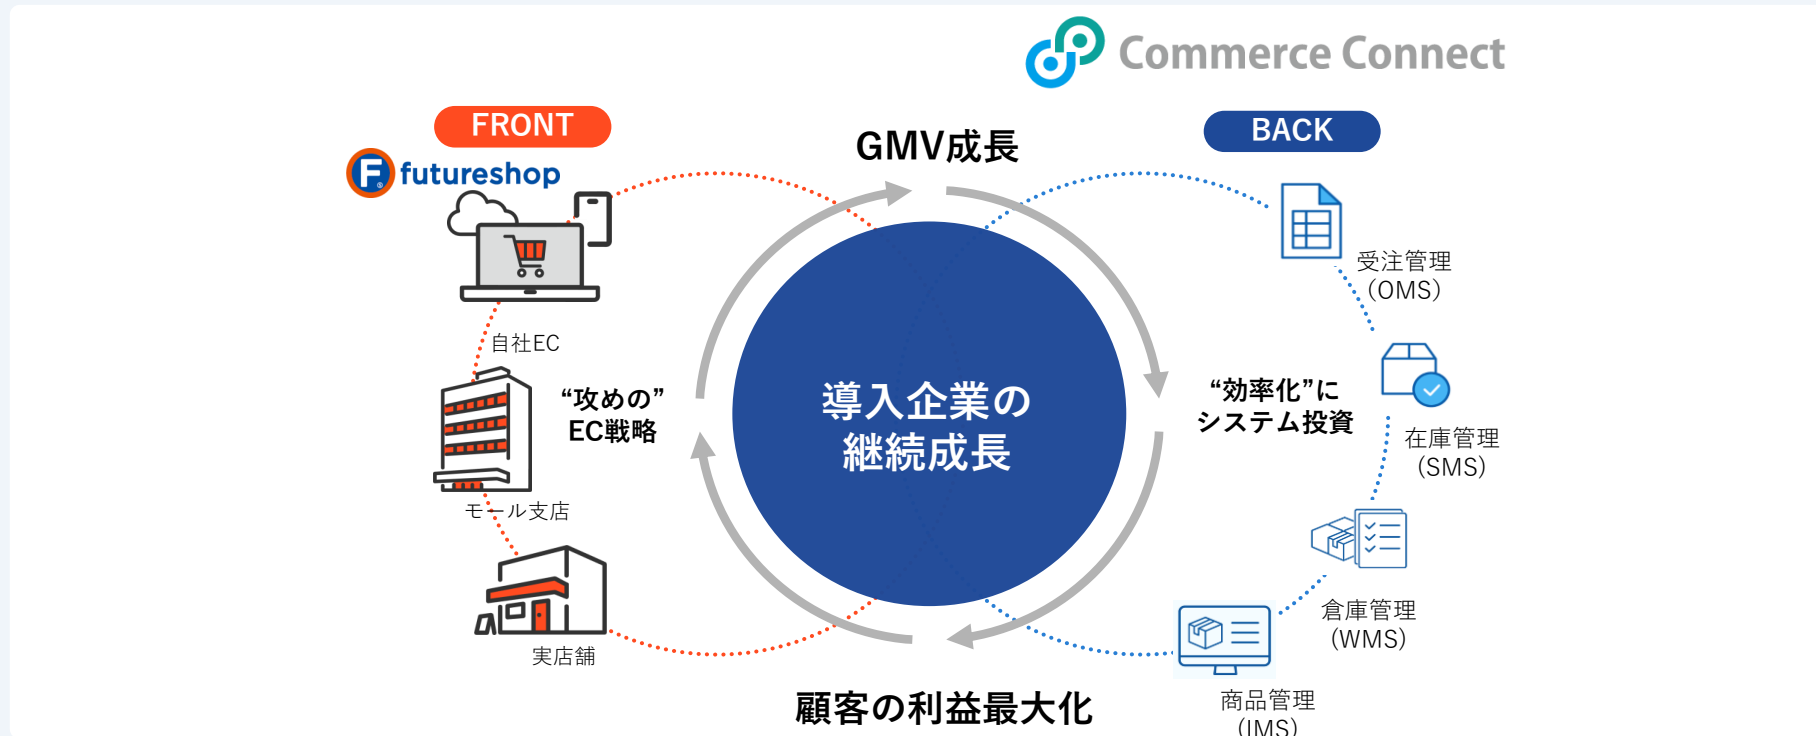 Commerce Connect
FRONT
futureshop
GMV成長
BACK
受注管理
（OMS）
自社EC
“攻めの”
EC戦略
導入企業の
継続成長
“効率化”に
システム投資
在庫管理
（SMS）
モール支店
倉庫管理
（WMS）
実店舗
顧客の利益最大化
商品管理
（IMS）